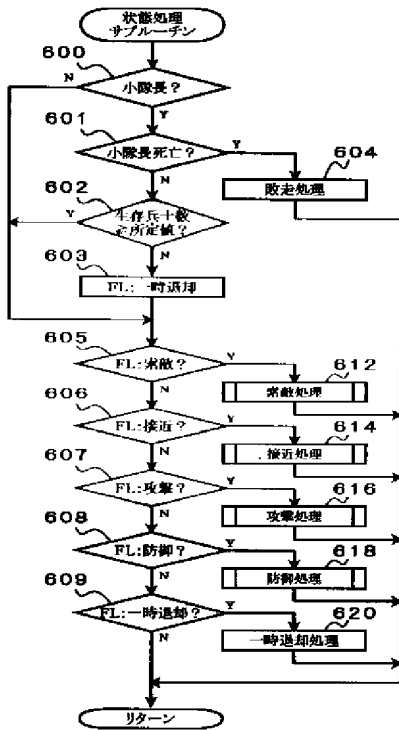 状態処理
サブルーチン
600
N
小隊長?
Y
601
小隊長死亡?
Y
604
敗走処理
N
602
Y
生存兵士数
≧所定値?
N
603
FL:一時退却
605
FL:索敵?
Y
612
索敵処理
N
606
FL:接近?
Y
614
接近処理
N
607
FL:攻撃?
Y
616
攻撃処理
N
608
FL:防御?
Y
618
防御処理
N
609
FL:一時退却?
Y
620
一時退却処理
N
リターン